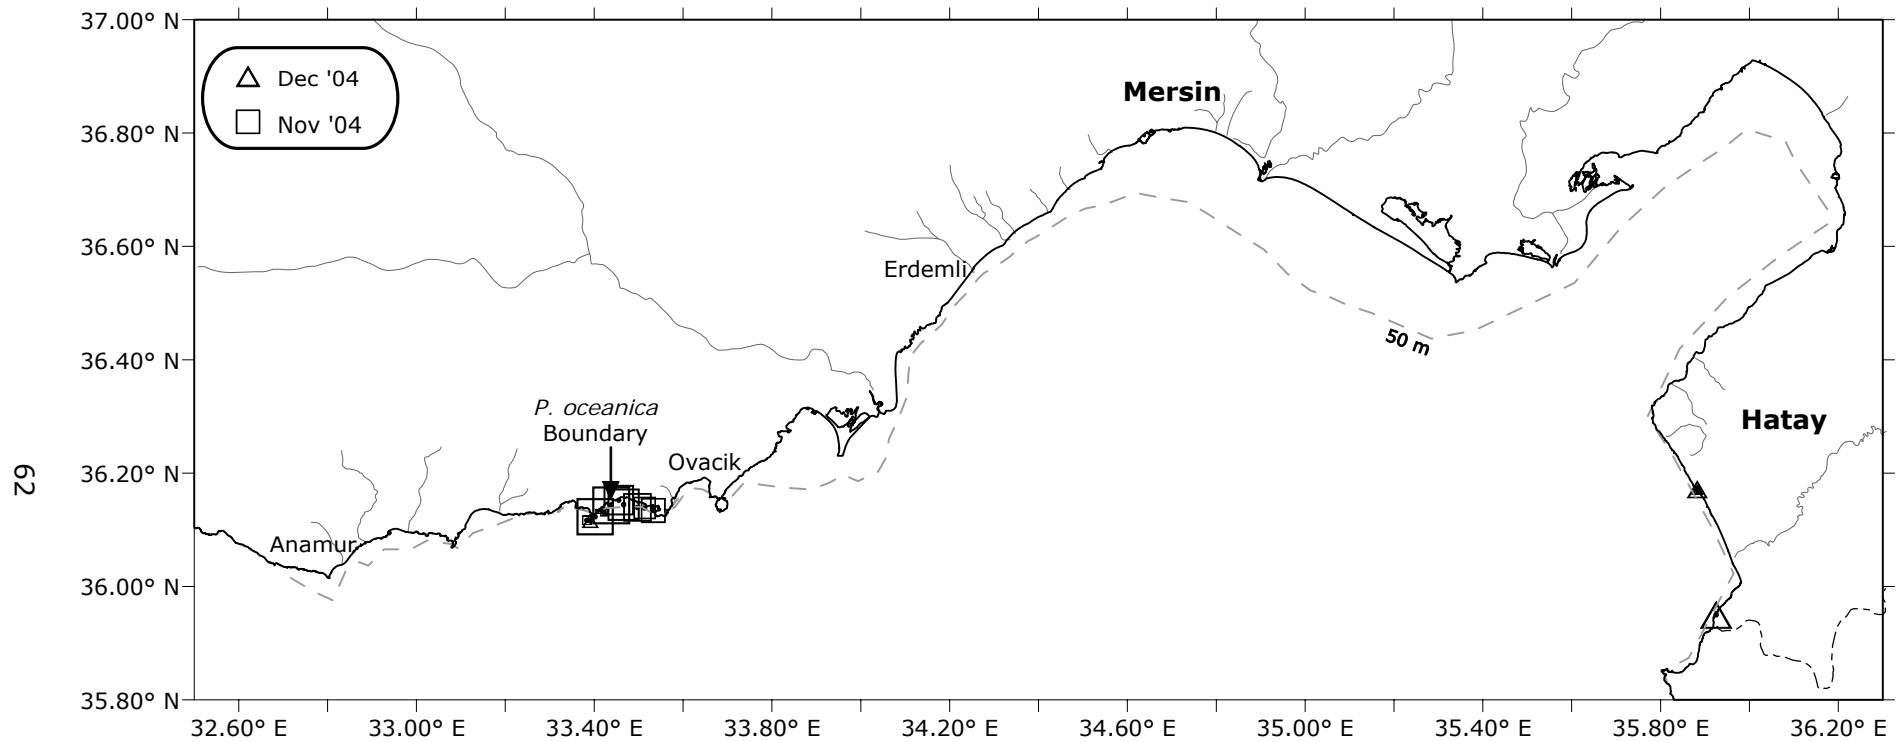 37.00° N
36.80° N
36.60° N
36.40° N
36.20° N
36.00° N
35.80° N
Dec '04
Nov '04
Mersin
Erdemli
50 m
P. oceanica
Boundary
Ovacik
Hatay
Anamur
32.60° E
33.00° E
33.40° E
33.80° E
34.20° E
34.60° E
35.00° E
35.40° E
35.80° E
36.20° E
62